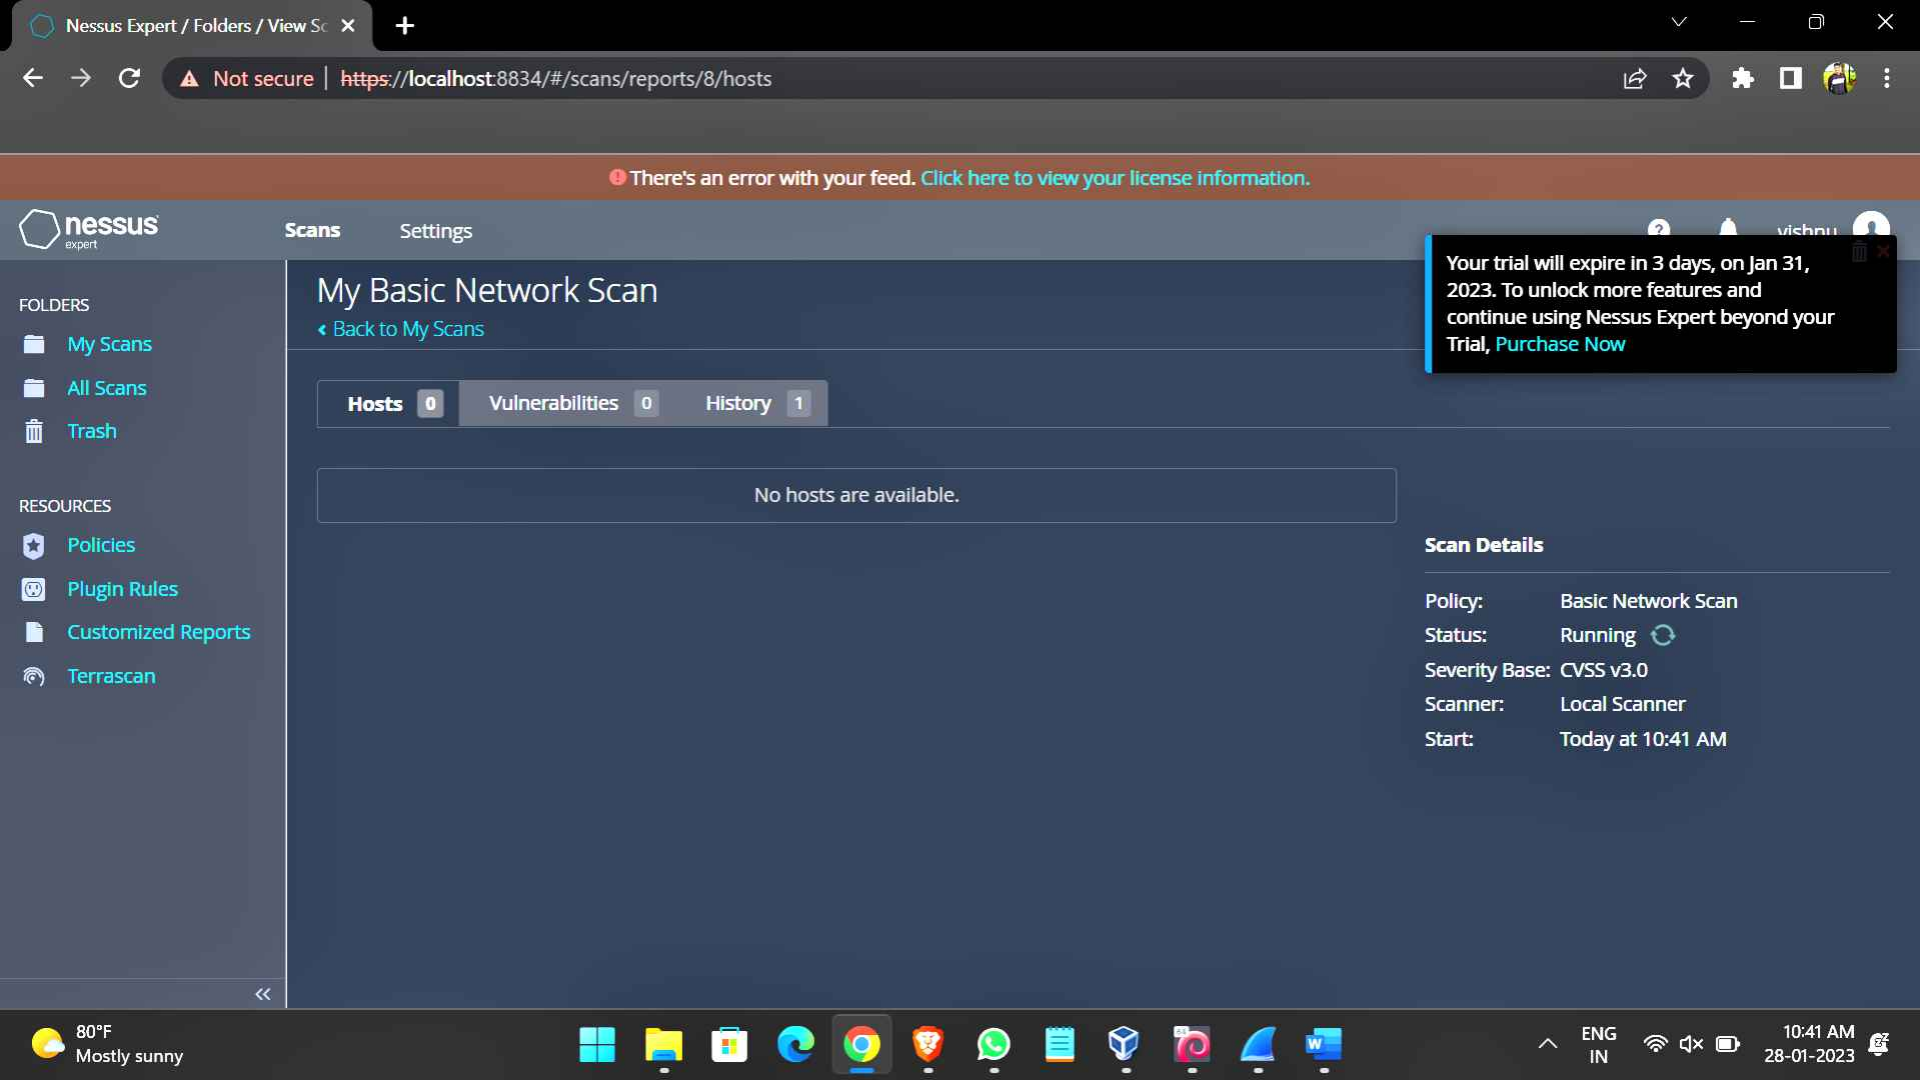 Nessus Expert / Folders / View Sc
Not secure
https://localhost:8834/#/scans/reports/8/hosts
There's an error with your feed. Click here to view your license information.
nessus
expert
Scans
Settings
?
vishnu
Your trial will expire in 3 days, on Jan 31,
2023. To unlock more features and
continue using Nessus Expert beyond your
Trial, Purchase Now
FOLDERS
My Scans
All Scans
Trash
RESOURCES
Policies
Plugin Rules
Customized Reports
Terrascan
My Basic Network Scan
Back to My Scans
Hosts 0
Vulnerabilities 0
History 1
No hosts are available.
Scan Details
Policy: Basic Network Scan
Status: Running
Severity Base: CVSS v3.0
Scanner: Local Scanner
Start: Today at 10:41 AM
80°F
Mostly sunny
64
W
ENG
IN
10:41 AM
28-01-2023